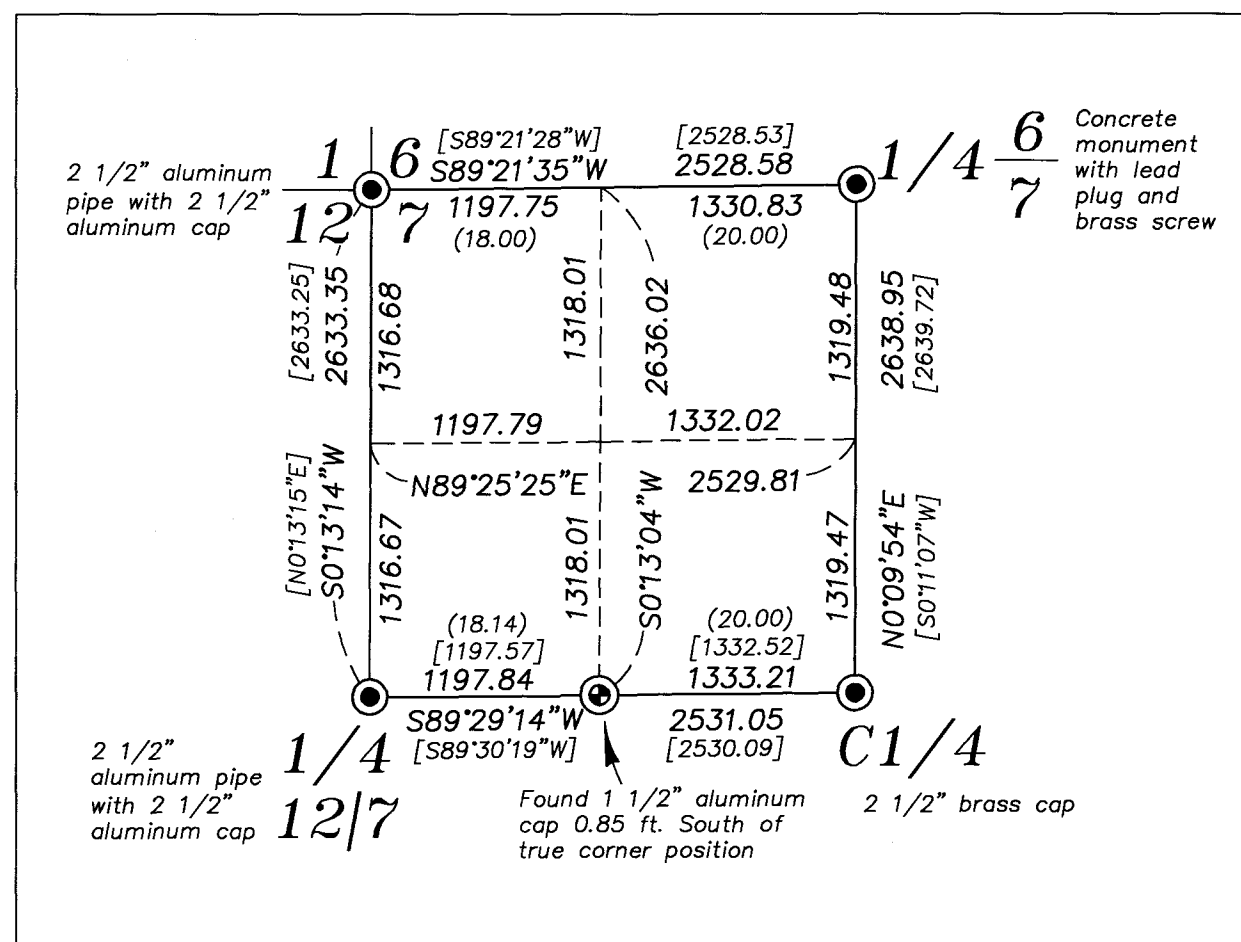 2 1/2" aluminum
pipe with 2 1/2"
aluminum cap
1
6
12
7
[S89°21'28"W]
S89°21'35"W
[2528.53]
2528.58
1197.75
(18.00)
1330.83
(20.00)
1/4
6
7
Concrete
monument
with lead
plug and
brass screw
[2633.25]
2633.35
1316.68
1318.01
2636.02
1319.48
2638.95
[2639.72]
1197.79
1332.02
N89°25'25"E
2529.81
[N0°13'15"E]
S0°13'14"W
1316.67
1318.01
S0°13'04"W
1319.47
N0°09'54"E
[S0°11'07"W]
(18.14)
[1197.57]
1197.84
(20.00)
[1332.52]
1333.21
S89°29'14"W
[S89°30'19"W]
2531.05
[2530.09]
2 1/2"
aluminum pipe
with 2 1/2"
aluminum cap
1/4
12|7
Found 1 1/2" aluminum
cap 0.85 ft. South of
true corner position
C1/4
2 1/2" brass cap